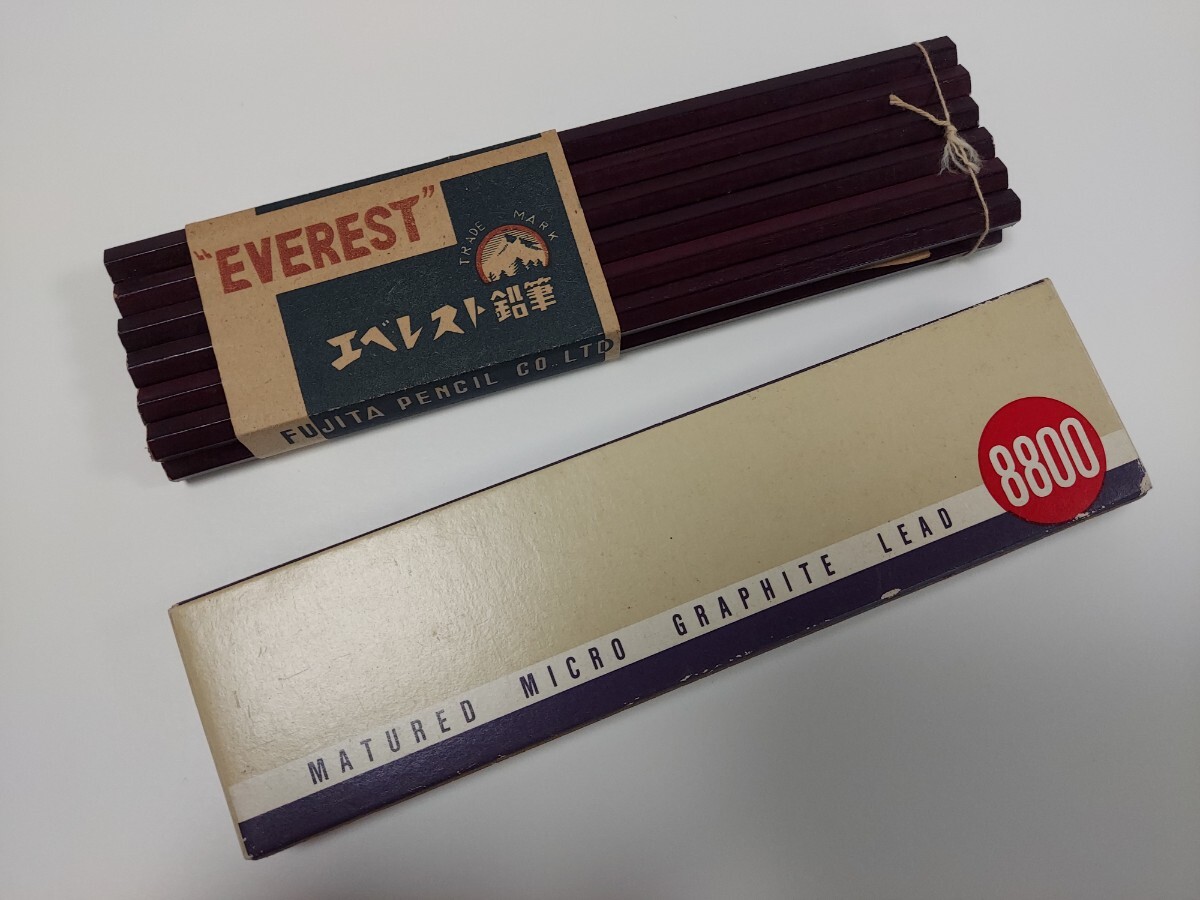 "EVEREST"
TRADE MARK
エベレスト鉛筆
FUJITA PENCIL CO.,LTD
8800
MATURED MICRO GRAPHITE LEAD